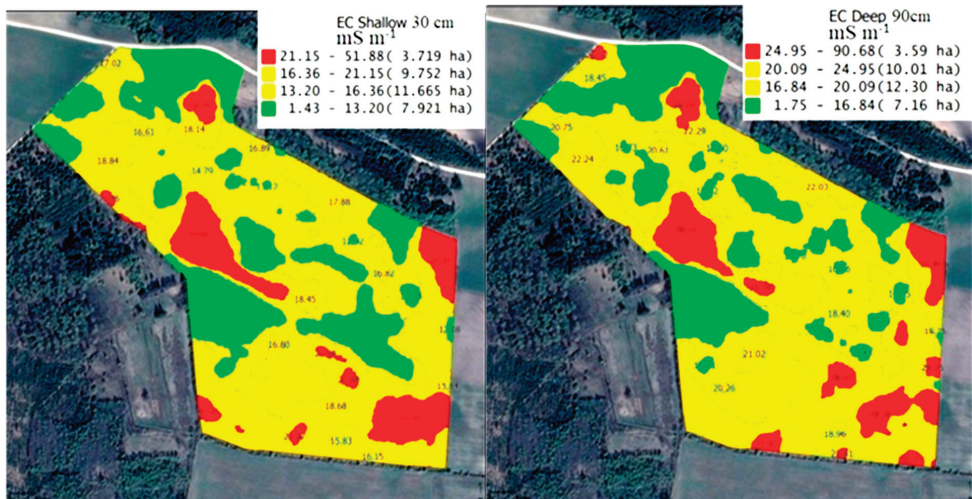 EC Shallow 30 cm
mS m-1
21.15 - 51.88( 3.719 ha)
16.36 - 21.15( 9.752 ha)
13.20 - 16.36(11.665 ha)
1.43 - 13.20( 7.921 ha)
17.02
16.61
18.14
16.89
18.84
14.79
17.88
16.82
18.45
16.80
18.68
15.83
16.15
EC Deep 90cm
mS m-1
24.95 - 90.68( 3.59 ha)
20.09 - 24.95(10.01 ha)
16.84 - 20.09(12.30 ha)
1.75 - 16.84( 7.16 ha)
18.45
20.75
22.29
20.61
22.24
22.03
18.40
21.02
20.26
18.96